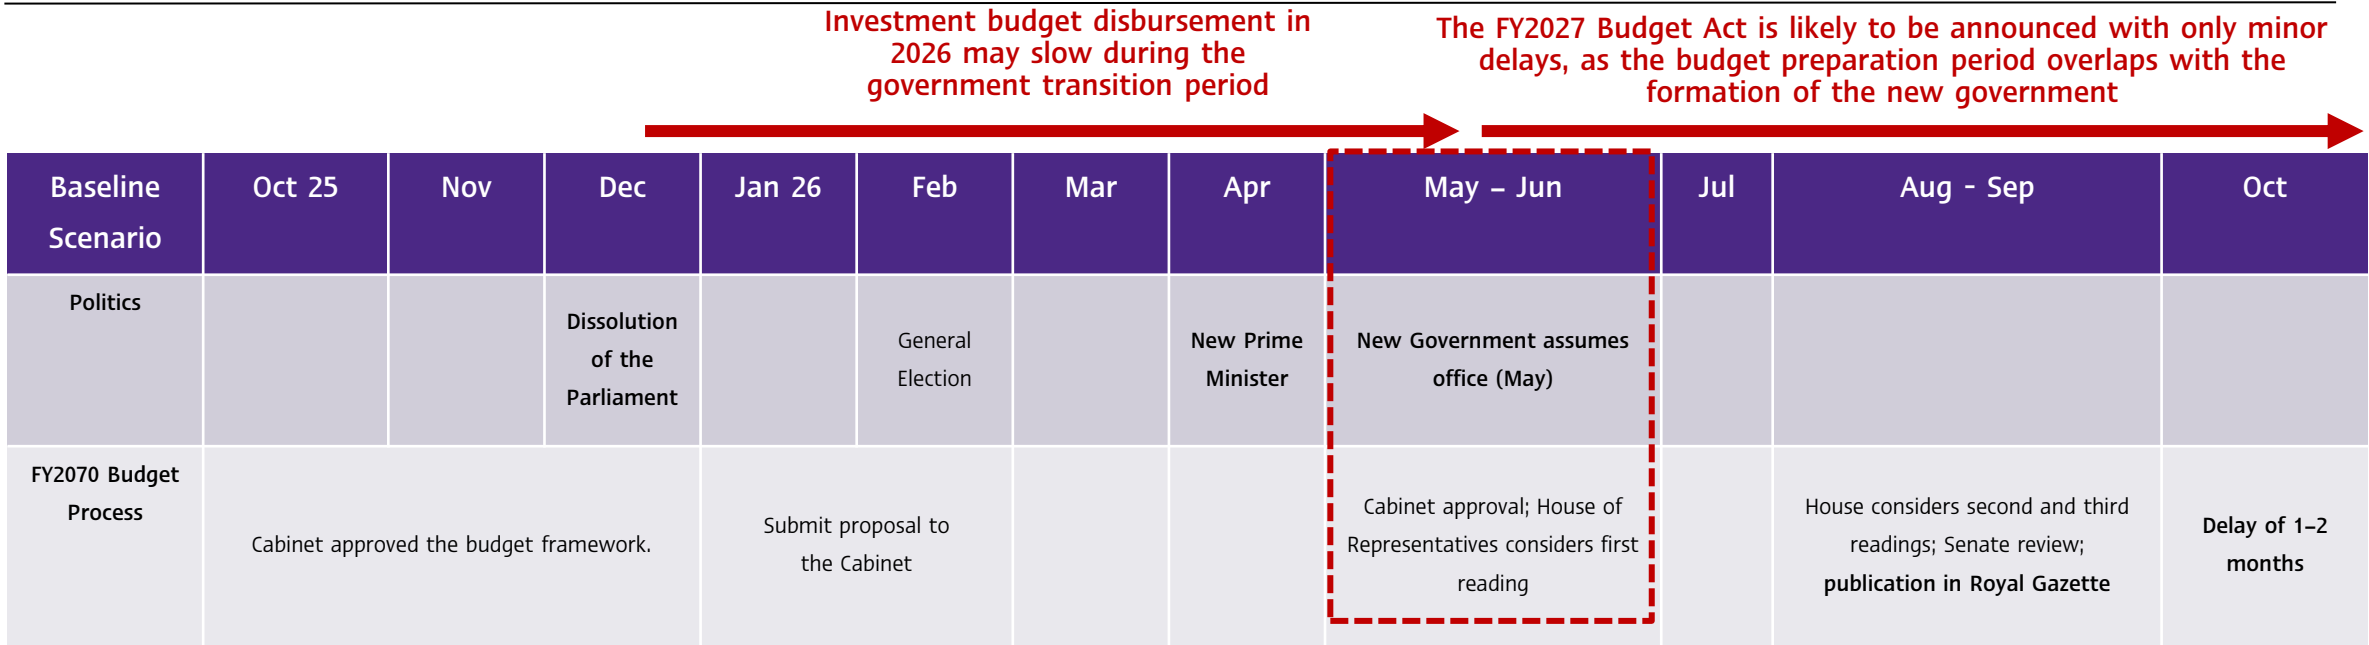 Investment budget disbursement in
2026 may slow during the
government transition period
The FY2027 Budget Act is likely to be announced with only minor
delays, as the budget preparation period overlaps with the
formation of the new government
Baseline
Scenario
Oct 25
Nov
Dec
Jan 26
Feb
Mar
Apr
May – Jun
Jul
Aug - Sep
Oct
Politics
Dissolution
of the
Parliament
General
Election
New Prime
Minister
New Government assumes
office (May)
FY2070 Budget
Process
Cabinet approved the budget framework.
Submit proposal to
the Cabinet
Cabinet approval; House of
Representatives considers first
reading
House considers second and third
readings; Senate review;
publication in Royal Gazette
Delay of 1–2
months